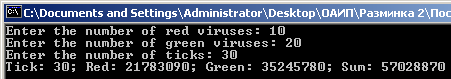 C:\Documents and Settings\Administrator\Desktop\ОАИП\Разминка 2\Пос
Enter the number of red viruses: 10
Enter the number of green viruses: 20
Enter the number of ticks: 30
Tick: 30; Red: 21783090; Green: 35245780; Sum: 57028870